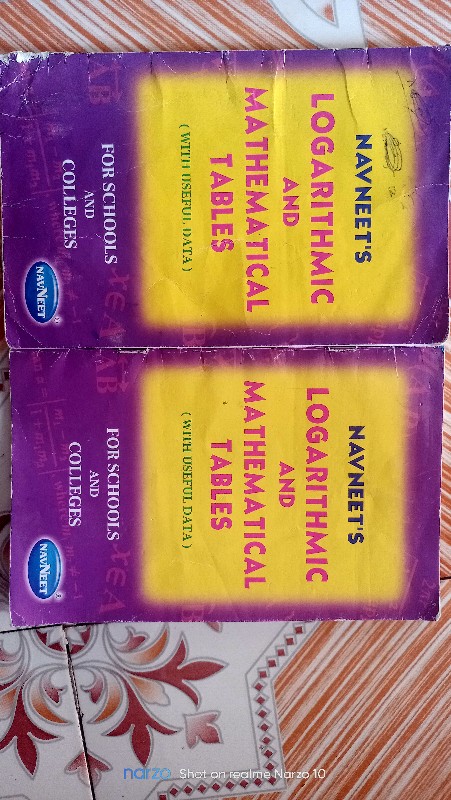 NAVNEET'S
LOGARITHMIC
AND
MATHEMATICAL
TABLES
( WITH USEFUL DATA )
FOR SCHOOLS
AND
COLLEGES
NAVNEET
NAVNEET'S
LOGARITHMIC
AND
MATHEMATICAL
TABLES
( WITH USEFUL DATA )
FOR SCHOOLS
AND
COLLEGES
NAVNEET
narzo Shot on realme Narzo 10